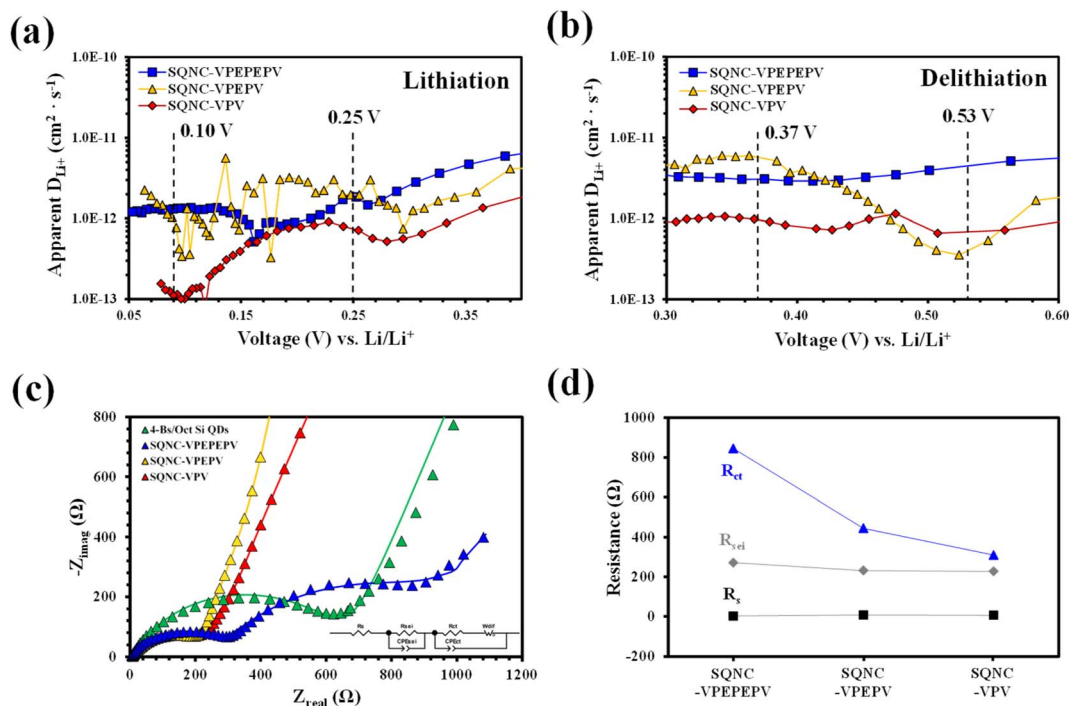 (a)
Apparent D_Li+ (cm² · s⁻¹)
1.0E-10
1.0E-11
1.0E-12
1.0E-13
SQNC-VPEPEPV
SQNC-VPEPV
SQNC-VPV
Lithiation
0.10 V
0.25 V
0.05
0.15
0.25
0.35
Voltage (V) vs. Li/Li⁺
(b)
Apparent D_Li+ (cm² · s⁻¹)
1.0E-10
1.0E-11
1.0E-12
1.0E-13
SQNC-VPEPEPV
SQNC-VPEPV
SQNC-VPV
Delithiation
0.37 V
0.53 V
0.30
0.40
0.50
0.60
Voltage (V) vs. Li/Li⁺
(c)
-Z_imag (Ω)
800
600
400
200
0
4-Bs/Oct Si QDs
SQNC-VPEPEPV
SQNC-VPEPV
SQNC-VPV
Rs
Rsei
CPEsei
Rct
CPEct
Wdif
0
200
400
600
800
1000
1200
Z_real (Ω)
(d)
Resistance (Ω)
1000
800
600
400
200
0
-200
R_ct
R_sei
R_s
SQNC
-VPEPEPV
SQNC
-VPEPV
SQNC
-VPV